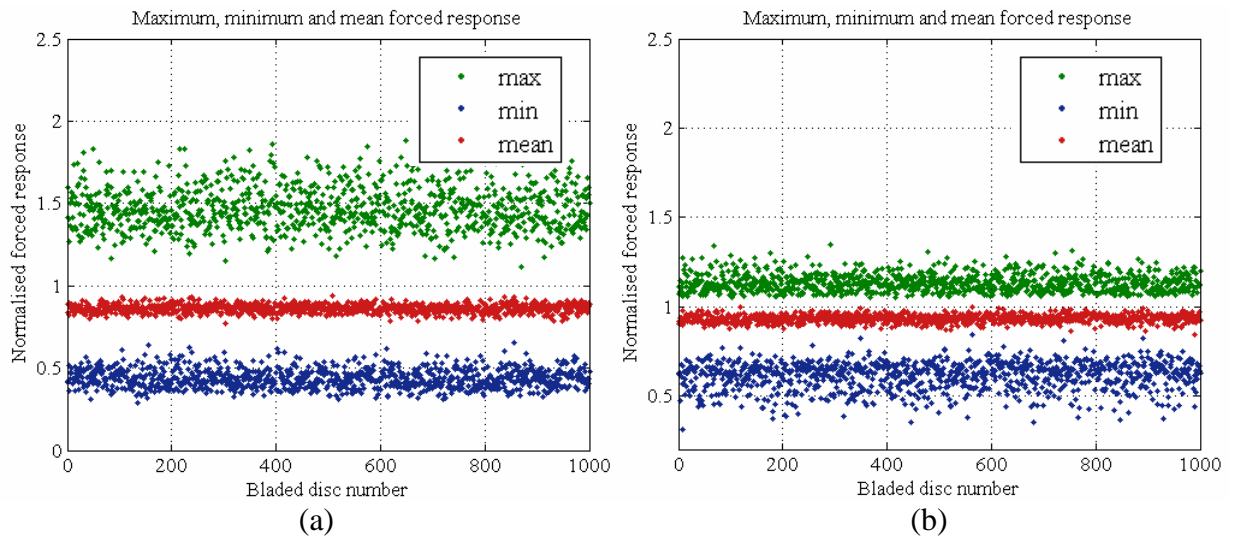 Maximum, minimum and mean forced response
2.5
2
1.5
1
0.5
0
Normalised forced response
max
min
mean
0 200 400 600 800 1000
Bladed disc number
(a)
Maximum, minimum and mean forced response
2.5
2
1.5
1
0.5
Normalised forced response
max
min
mean
0 200 400 600 800 1000
Bladed disc number
(b)